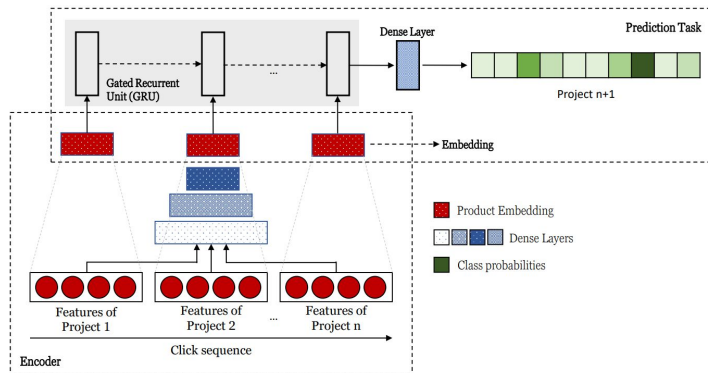 Dense Layer
Prediction Task
Gated Recurrent
Unit (GRU)
...
Project n+1
Embedding
Product Embedding
Dense Layers
Class probabilities
Features of
Project 1
Features of
Project 2
...
Features of
Project n
Click sequence
Encoder